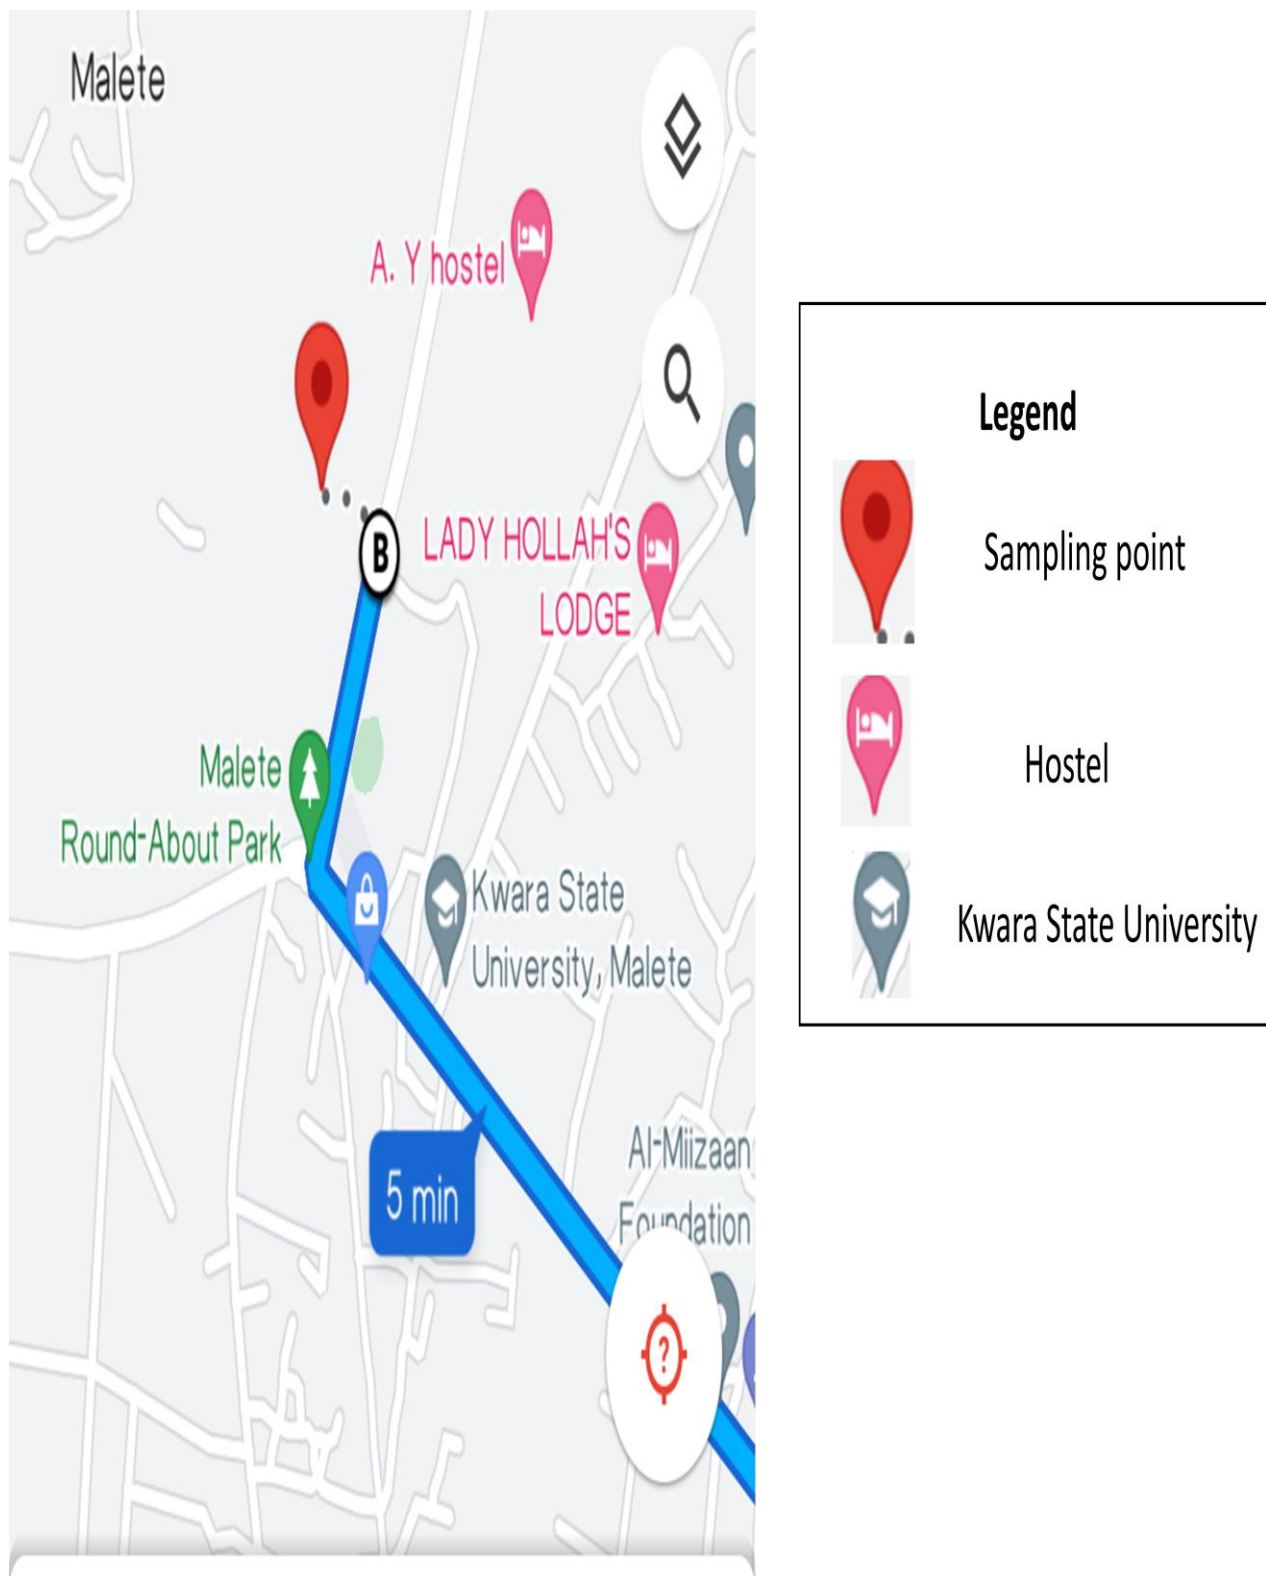 Malete
A. Y hostel
B
LADY HOLLAH'S
LODGE
Malete
Round-About Park
Kwara State
University, Malete
5 min
Al-Miizaan
Foundation
?
Legend
Sampling point
Hostel
Kwara State University